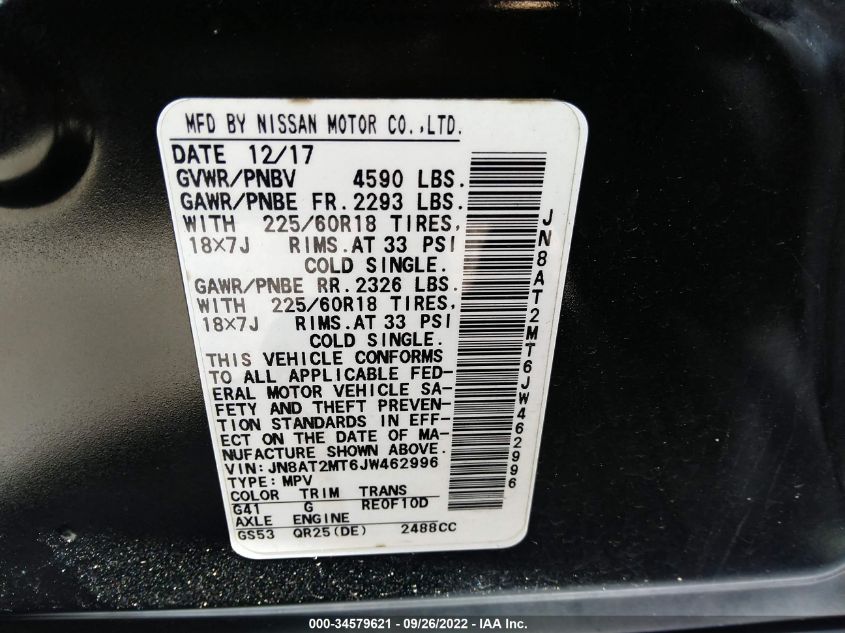 MFD BY NISSAN MOTOR CO.,LTD.
DATE 12/17
GVWR/PNBV 4590 LBS.
GAWR/PNBE FR. 2293 LBS.
WITH 225/60R18 TIRES,
18X7J RIMS.AT 33 PSI
COLD SINGLE.
GAWR/PNBE RR. 2326 LBS.
WITH 225/60R18 TIRES,
18X7J RIMS.AT 33 PSI
COLD SINGLE.
THIS VEHICLE CONFORMS
TO ALL APPLICABLE FED-
ERAL MOTOR VEHICLE SA-
FETY AND THEFT PREVEN-
TION STANDARDS IN EFF-
ECT ON THE DATE OF MA-
NUFACTURE SHOWN ABOVE.
VIN: JN8AT2MT6JW462996
TYPE: MPV
COLOR TRIM TRANS
G41 G RE0F10D
AXLE ENGINE
GS53 QR25(DE) 2488CC
JN8AT2MT6JW462996
000-34579621 - 09/26/2022 - IAA Inc.